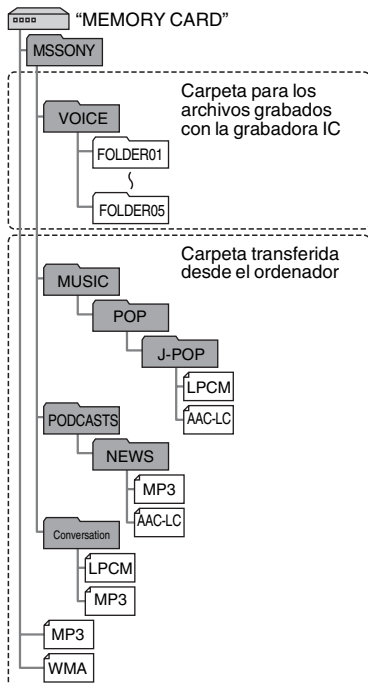 “MEMORY CARD”
MSSONY
Carpeta para los
archivos grabados
con la grabadora IC
VOICE
FOLDER01
FOLDER05
Carpeta transferida
desde el ordenador
MUSIC
POP
J-POP
LPCM
AAC-LC
PODCASTS
NEWS
MP3
AAC-LC
Conversation
LPCM
MP3
MP3
WMA